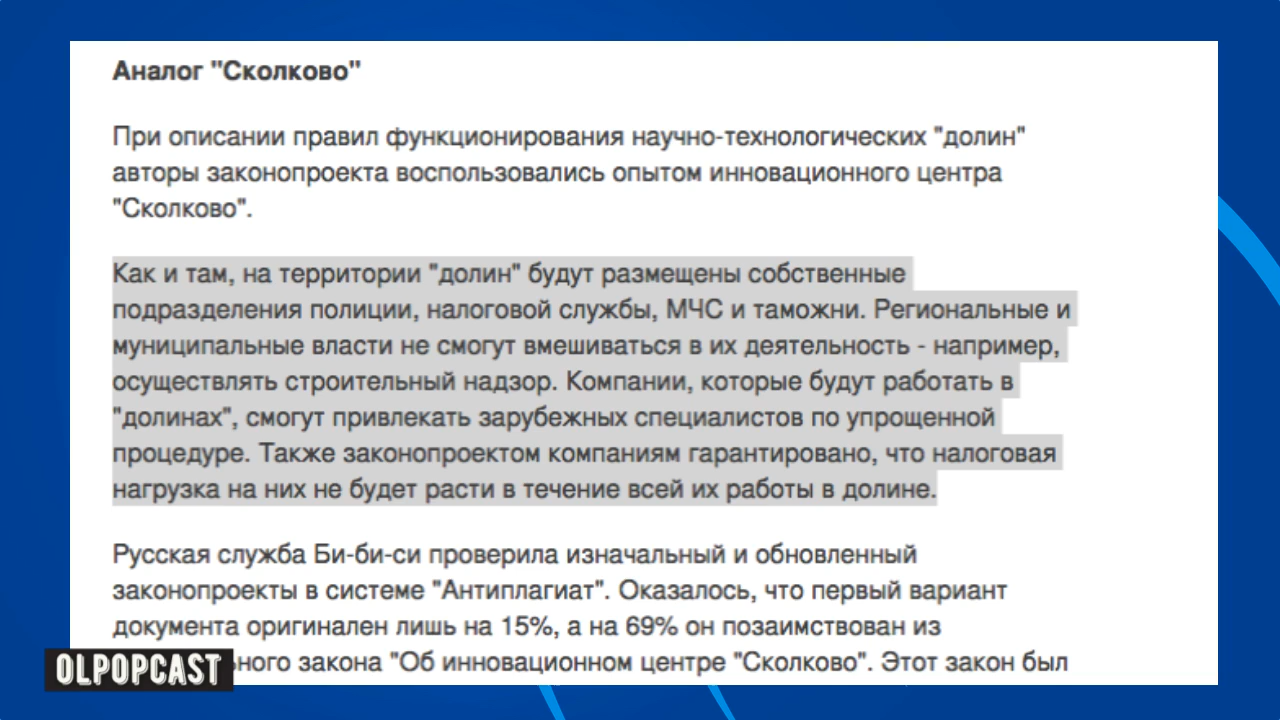 Аналог "Сколково"
При описании правил функционирования научно-технологических "долин"
авторы законопроекта воспользовались опытом инновационного центра
"Сколково".
Как и там, на территории "долин" будут размещены собственные
подразделения полиции, налоговой службы, МЧС и таможни. Региональные и
муниципальные власти не смогут вмешиваться в их деятельность - например,
осуществлять строительный надзор. Компании, которые будут работать в
"долинах", смогут привлекать зарубежных специалистов по упрощенной
процедуре. Также законопроектом компаниям гарантировано, что налоговая
нагрузка на них не будет расти в течение всей их работы в долине.
Русская служба Би-би-си проверила изначальный и обновленный
законопроекты в системе "Антиплагиат". Оказалось, что первый вариант
документа оригинален лишь на 15%, а на 69% он позаимствован из
закона "Об инновационном центре "Сколково". Этот закон был
OLPOPCAST